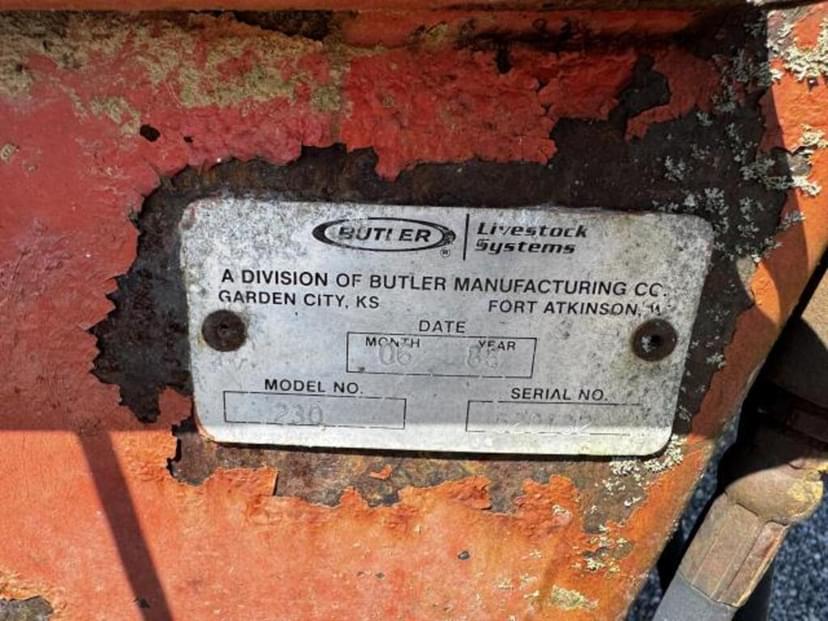 BUTLER®
Livestock
Systems
A DIVISION OF BUTLER MANUFACTURING CO.
GARDEN CITY, KS FORT ATKINSON,
DATE
MONTH YEAR
06
MODEL NO. SERIAL NO.
230